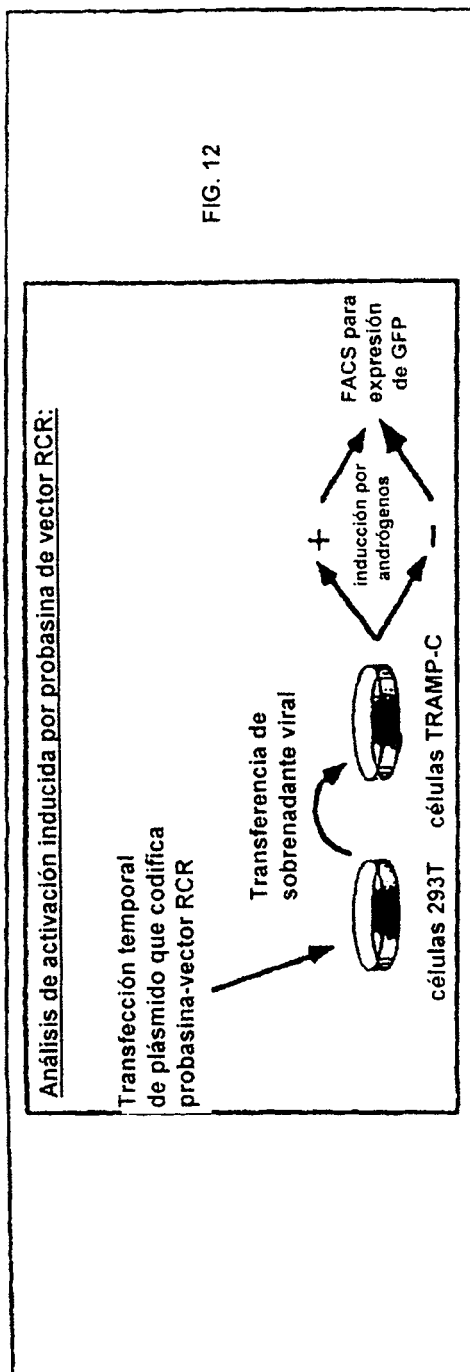 Análisis de activación inducida por probasina de vector RCR:
Transfección temporal
de plásmido que codifica
probasina-vector RCR
Transferencia de
sobrenadante viral
células 293T
células TRAMP-C
+
inducción por
andrógenos
–
FACS para
expresión
de GFP
FIG. 12